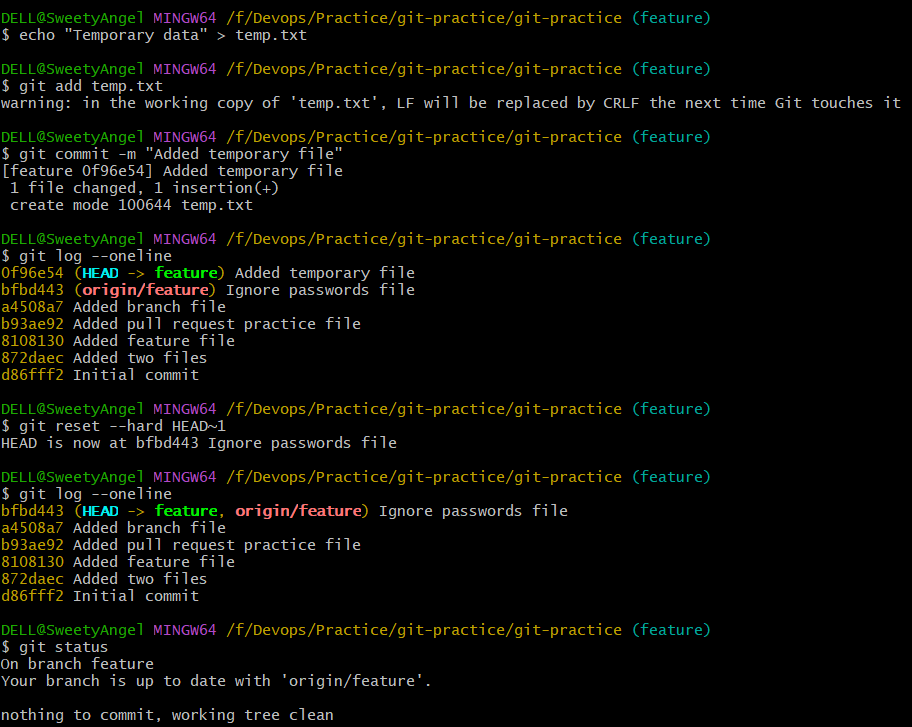 DELL@SweetyAngel MINGW64 /f/Devops/Practice/git-practice/git-practice (feature)
$ echo "Temporary data" > temp.txt

DELL@SweetyAngel MINGW64 /f/Devops/Practice/git-practice/git-practice (feature)
$ git add temp.txt
warning: in the working copy of 'temp.txt', LF will be replaced by CRLF the next time Git touches it

DELL@SweetyAngel MINGW64 /f/Devops/Practice/git-practice/git-practice (feature)
$ git commit -m "Added temporary file"
[feature 0f96e54] Added temporary file
 1 file changed, 1 insertion(+)
 create mode 100644 temp.txt

DELL@SweetyAngel MINGW64 /f/Devops/Practice/git-practice/git-practice (feature)
$ git log --oneline
0f96e54 (HEAD -> feature) Added temporary file
bfbd443 (origin/feature) Ignore passwords file
a4508a7 Added branch file
b93ae92 Added pull request practice file
8108130 Added feature file
872daec Added two files
d86fff2 Initial commit

DELL@SweetyAngel MINGW64 /f/Devops/Practice/git-practice/git-practice (feature)
$ git reset --hard HEAD~1
HEAD is now at bfbd443 Ignore passwords file

DELL@SweetyAngel MINGW64 /f/Devops/Practice/git-practice/git-practice (feature)
$ git log --oneline
bfbd443 (HEAD -> feature, origin/feature) Ignore passwords file
a4508a7 Added branch file
b93ae92 Added pull request practice file
8108130 Added feature file
872daec Added two files
d86fff2 Initial commit

DELL@SweetyAngel MINGW64 /f/Devops/Practice/git-practice/git-practice (feature)
$ git status
On branch feature
Your branch is up to date with 'origin/feature'.

nothing to commit, working tree clean